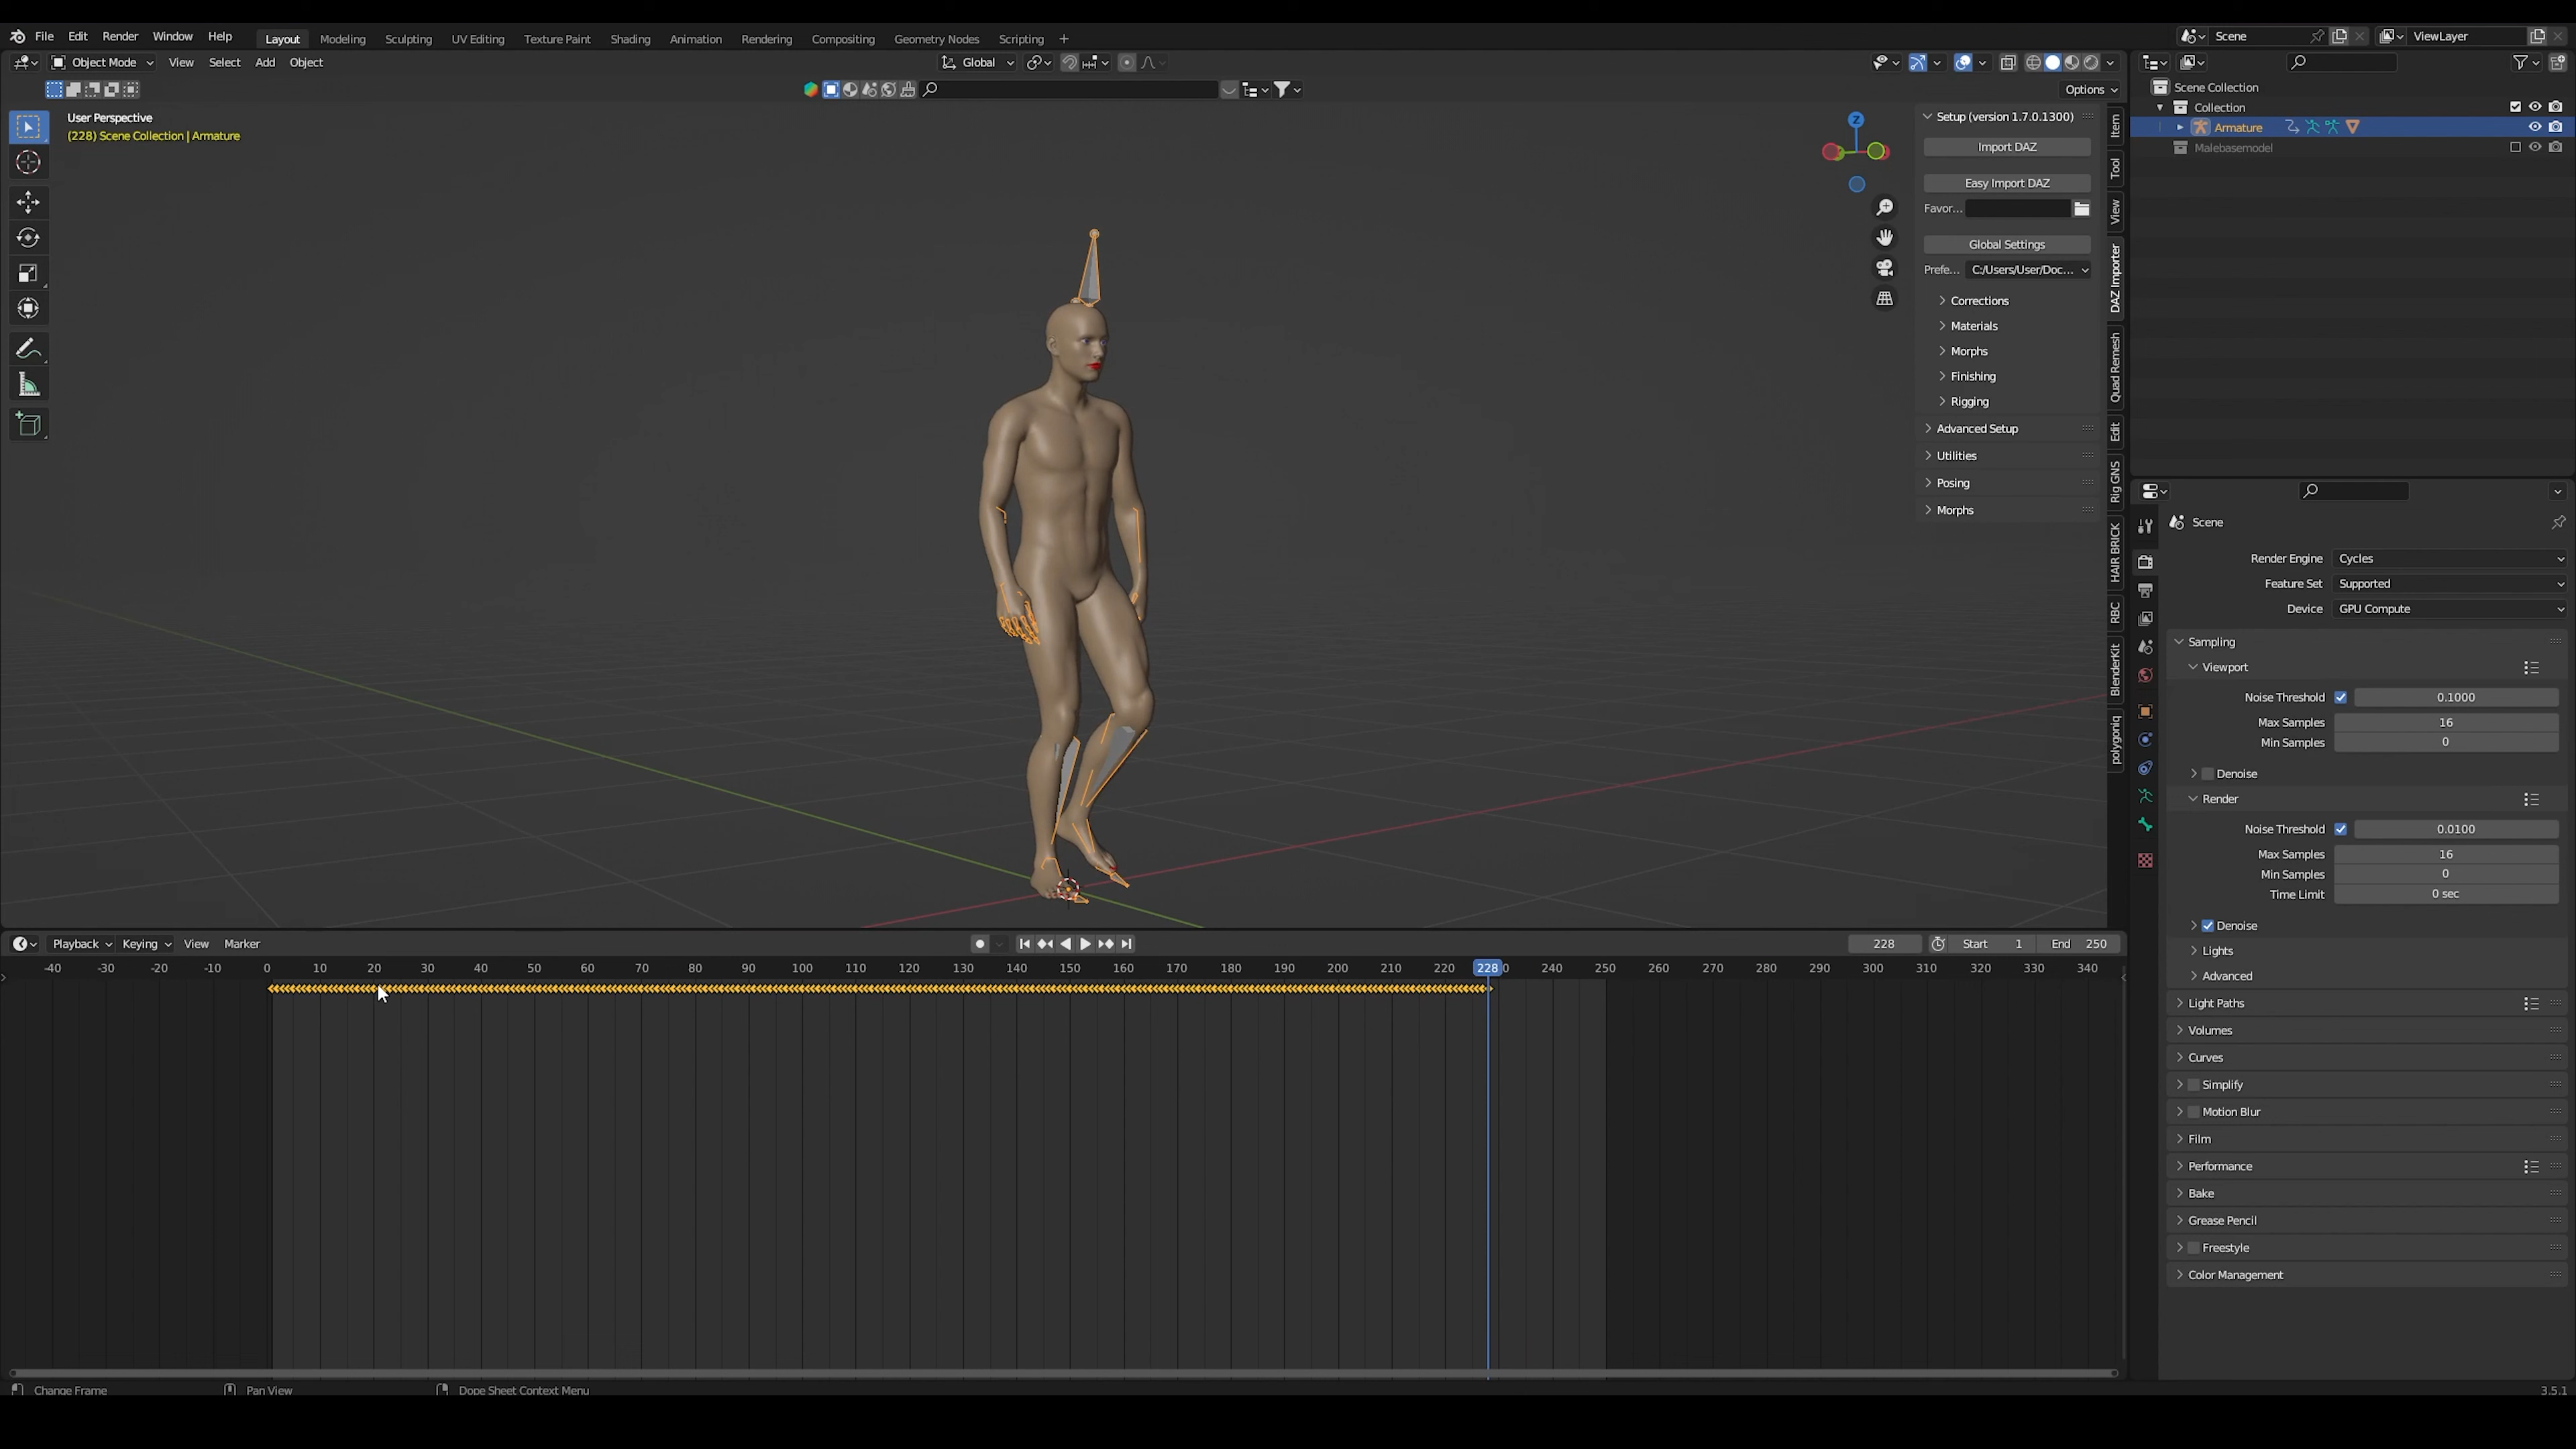 File Edit Render Window Help Layout Modeling Sculpting UV Editing Texture Paint Shading Animation Rendering Compositing Geometry Nodes Scripting + Scene ViewLayer
Object Mode View Select Add Object Global
Options
User Perspective
(228) Scene Collection | Armature
Setup (version 1.7.0.1300)
Import DAZ
Easy Import DAZ
Favor...
Global Settings
Prefe... C:/Users/User/Doc...
Corrections
Materials
Morphs
Finishing
Rigging
Advanced Setup
Utilities
Posing
Morphs
Z
Item
Tool
View
DAZ Importer
Quad Remesh
Edit
Rig GNS
HAIR BRICK
RBC
BlenderKit
polygoniq
Scene Collection
Collection
Armature
Malebasemodel
Scene
Render Engine Cycles
Feature Set Supported
Device GPU Compute
Sampling
Viewport
Noise Threshold 0.1000
Max Samples 16
Min Samples 0
Denoise
Render
Noise Threshold 0.0100
Max Samples 16
Min Samples 0
Time Limit 0 sec
Denoise
Lights
Advanced
Light Paths
Volumes
Curves
Simplify
Motion Blur
Film
Performance
Bake
Grease Pencil
Freestyle
Color Management
Playback Keying View Marker 228 Start 1 End 250
-40 -30 -20 -10 0 10 20 30 40 50 60 70 80 90 100 110 120 130 140 150 160 170 180 190 200 210 220 228 0 240 250 260 270 280 290 300 310 320 330 340
Change Frame Pan View Dope Sheet Context Menu 3.5.1